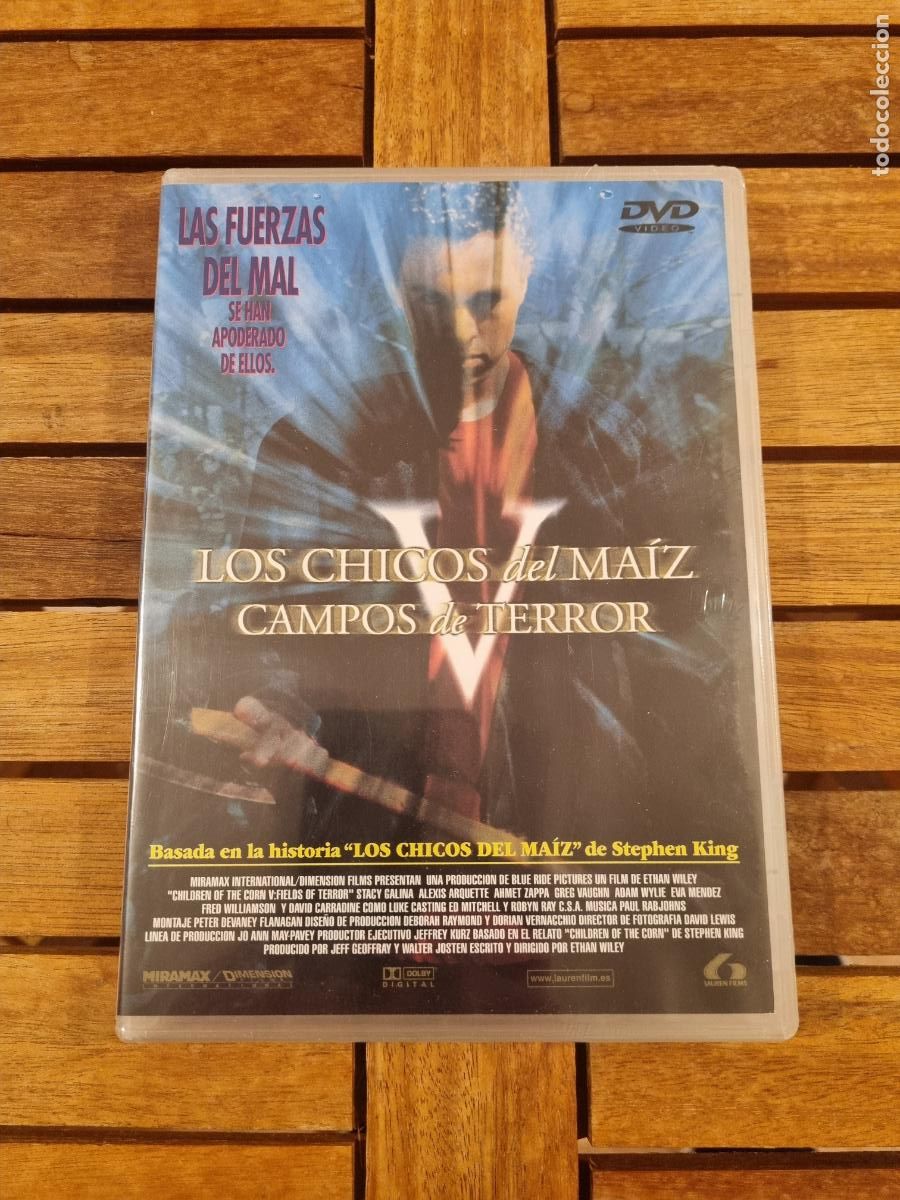 todocoleccion
LAS FUERZAS
DEL MAL
SE HAN
APODERADO
DE ELLOS.
DVD
VIDEO
V
LOS CHICOS del MAÍZ
CAMPOS de TERROR
Basada en la historia “LOS CHICOS DEL MAÍZ” de Stephen King
MIRAMAX INTERNATIONAL/DIMENSION FILMS PRESENTAN UNA PRODUCCION DE BLUE RIDE PICTURES UN FILM DE ETHAN WILEY
"CHILDREN OF THE CORN V:FIELDS OF TERROR" STACY GALINA ALEXIS ARQUETTE AHMET ZAPPA GREG VAUGHN ADAM WYLIE EVA MENDEZ
FRED WILLIAMSON Y DAVID CARRADINE COMO LUKE CASTING ED MITCHELL Y ROBYN RAY C.S.A. MUSICA PAUL RABJOHNS
MONTAJE PETER DEVANEY FLANAGAN DISEÑO DE PRODUCCION DEBORAH RAYMOND Y DORIAN VERNACCHIO DIRECTOR DE FOTOGRAFIA DAVID LEWIS
LINEA DE PRODUCCION JO ANN MAY-PAVEY PRODUCTOR EJECUTIVO JEFFREY KURZ BASADO EN EL RELATO "CHILDREN OF THE CORN" DE STEPHEN KING
PRODUCIDO POR JEFF GEOFFRAY Y WALTER JOSTEN ESCRITO Y DIRIGIDO POR ETHAN WILEY
MIRAMAX / DIMENSION
INTERNATIONAL
DOLBY
DIGITAL
www.laurenfilm.es
LAUREN FILMS